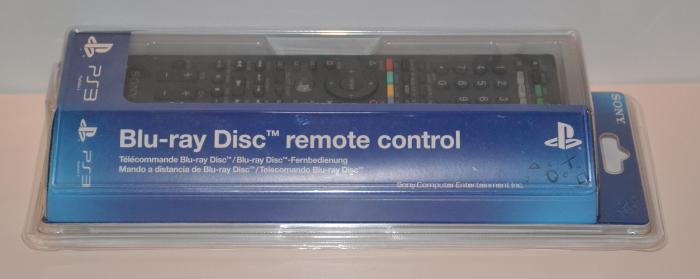 PS3
SONY
PS3
Blu-ray Disc™ remote control
Télécommande Blu-ray Disc™/Blu-ray Disc™-Fernbedienung
Mando a distancia de Blu-ray Disc™/Telecomando Blu-ray Disc™
Sony Computer Entertainment Inc.
SONY